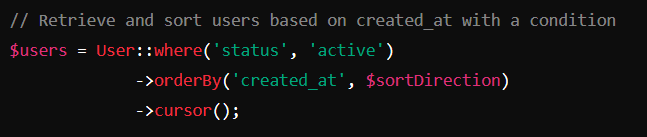 // Retrieve and sort users based on created_at with a condition
$users = User::where('status', 'active')
             ->orderBy('created_at', $sortDirection)
             ->cursor();